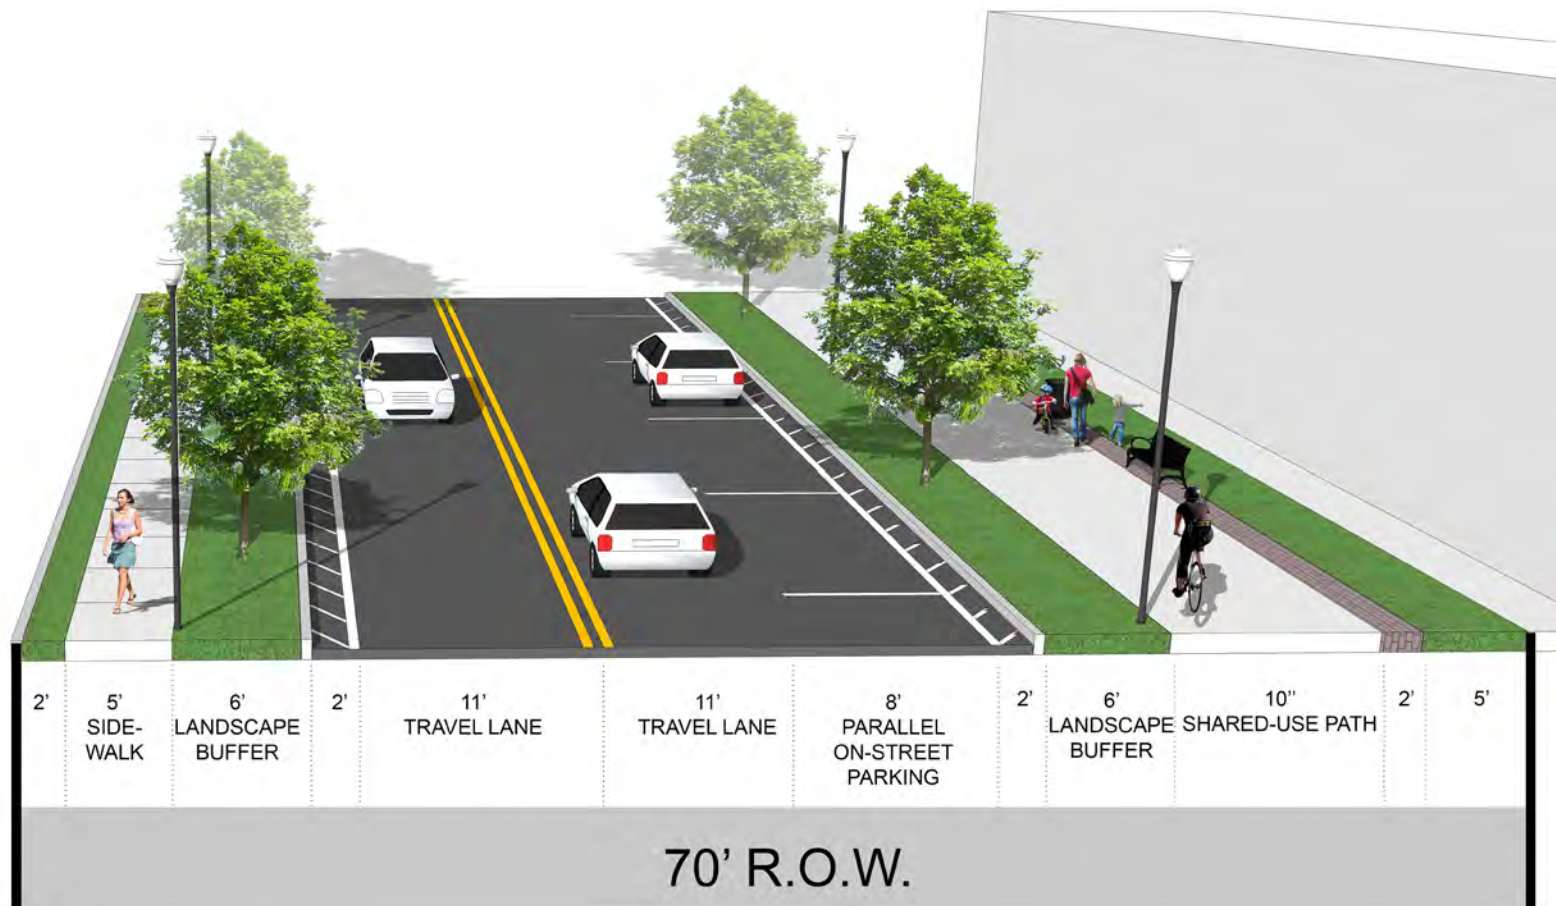 2'
5'
SIDE-
WALK
6'
LANDSCAPE
BUFFER
2'
11'
TRAVEL LANE
11'
TRAVEL LANE
8'
PARALLEL
ON-STREET
PARKING
2'
6'
LANDSCAPE
BUFFER
10''
SHARED-USE PATH
2'
5'
70' R.O.W.